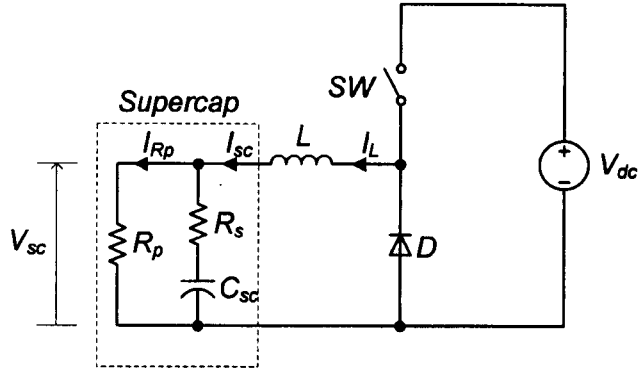 SW
Supercap
I_Rp
I_sc
L
I_L
+
−
V_dc
V_sc
R_p
R_s
D
C_sc